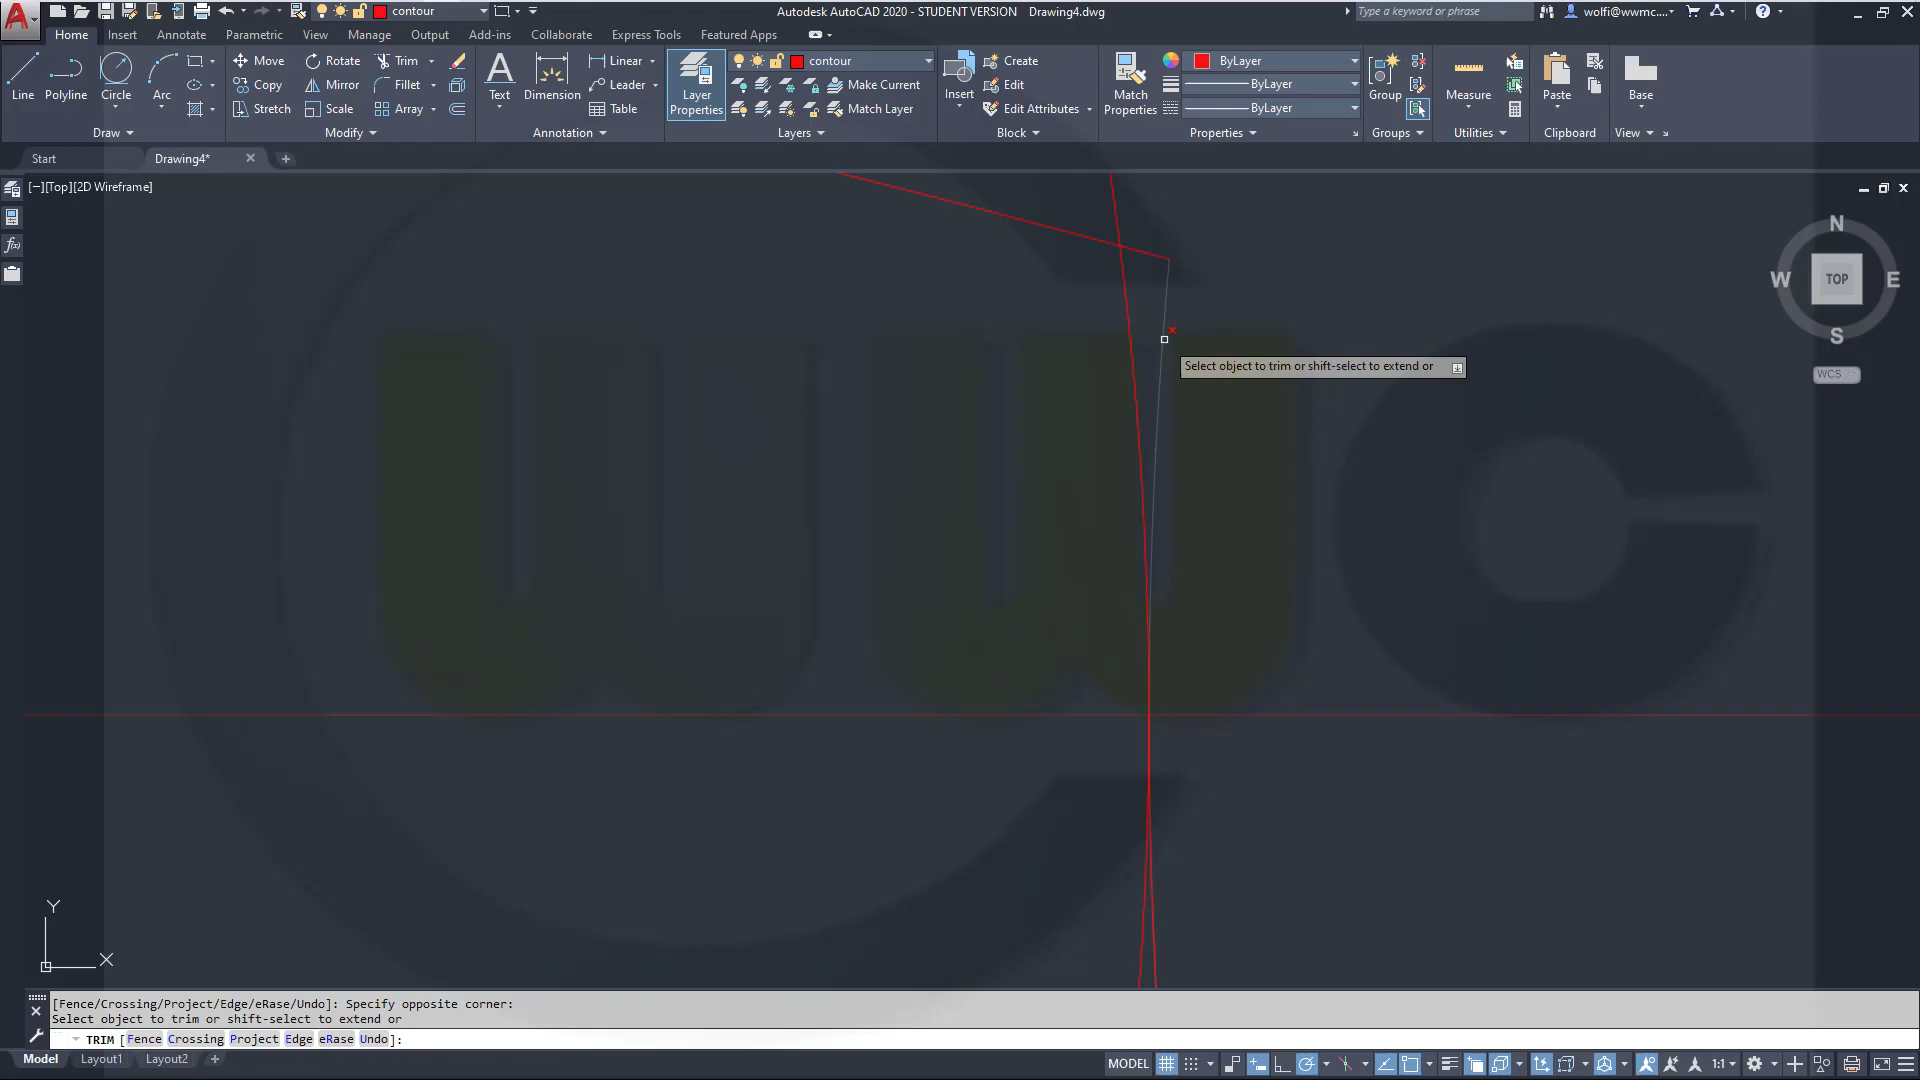 contour
Autodesk AutoCAD 2020 - STUDENT VERSION Drawing4.dwg
Type a keyword or phrase
wolfi@wwmc....
Home Insert Annotate Parametric View Manage Output Add-ins Collaborate Express Tools Featured Apps
Line Polyline Circle Arc
Draw
Move Rotate Trim
Copy Mirror Fillet
Stretch Scale Array
Modify
Text Dimension
Linear
Leader
Table
Annotation
Layer Properties
contour
Make Current
Match Layer
Layers
Insert
Create
Edit
Edit Attributes
Block
Match Properties
ByLayer
ByLayer
ByLayer
Properties
Group
Groups
Measure
Utilities
Paste
Clipboard
Base
View
Start Drawing4*
[−][Top][2D Wireframe]
N
W TOP E
S
WCS
Select object to trim or shift-select to extend or
wwc
Y
X
[Fence/Crossing/Project/Edge/eRase/Undo]: Specify opposite corner:
Select object to trim or shift-select to extend or
TRIM [Fence Crossing Project Edge eRase Undo]:
Model Layout1 Layout2 +
MODEL 1:1